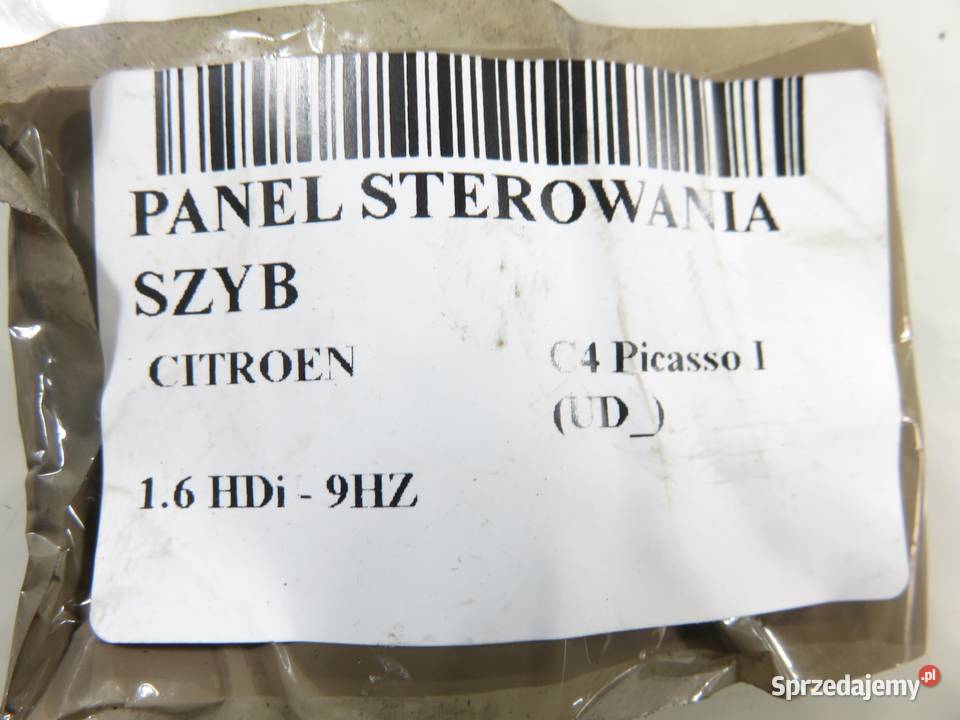 PANEL STEROWANIA
SZYB
CITROEN C4 Picasso I
(UD_)
1.6 HDi - 9HZ
Sprzedajemy.pl